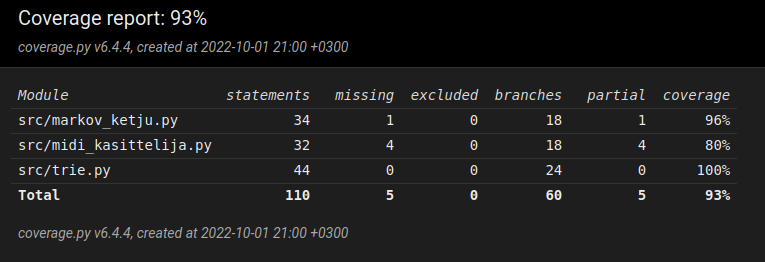 Coverage report: 93%
coverage.py v6.4.4, created at 2022-10-01 21:00 +0300
Module statements missing excluded branches partial coverage
src/markov_ketju.py 34 1 0 18 1 96%
src/midi_kasittelija.py 32 4 0 18 4 80%
src/trie.py 44 0 0 24 0 100%
Total 110 5 0 60 5 93%
coverage.py v6.4.4, created at 2022-10-01 21:00 +0300